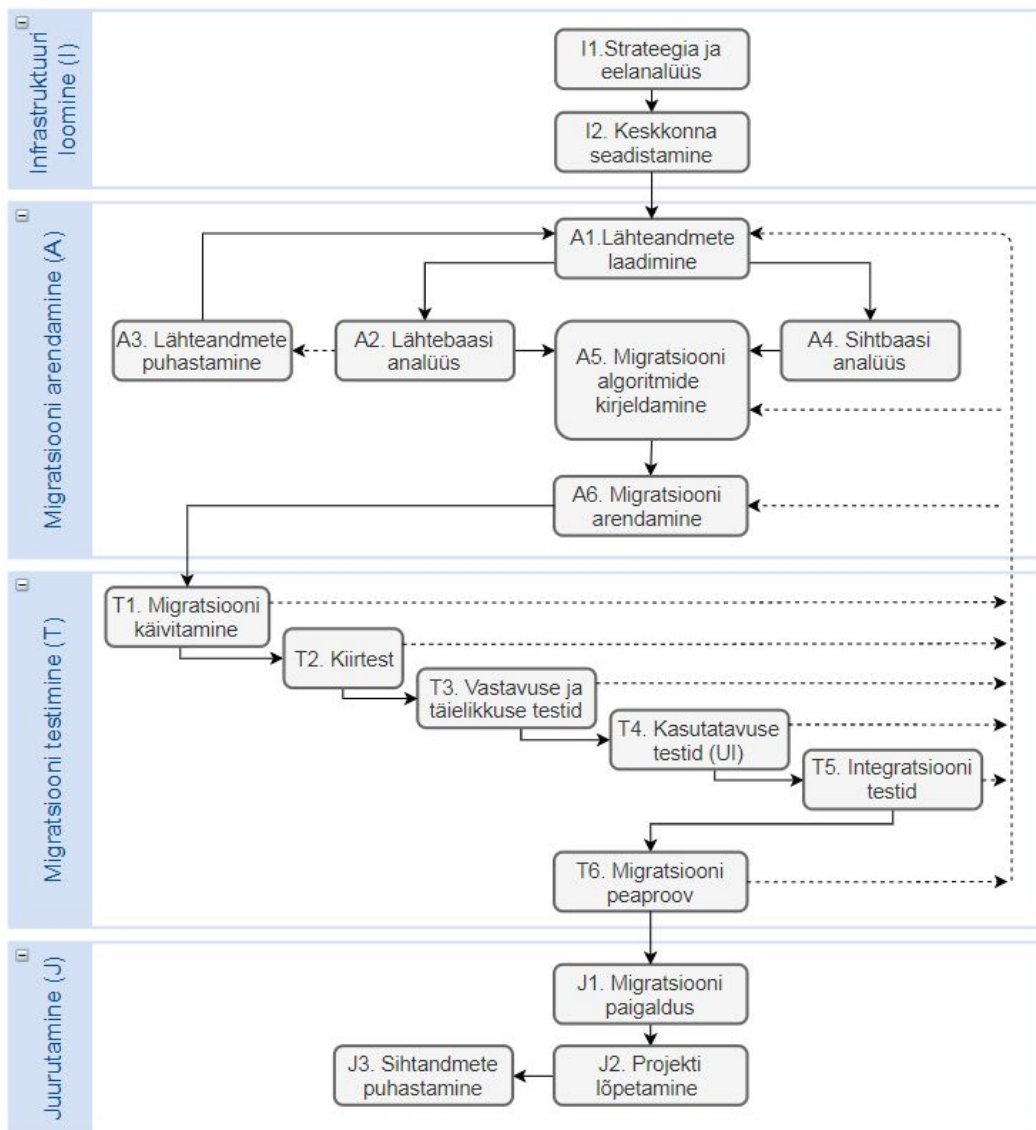 Infrastruktuuri
loomine (I)
I1.Strateegia ja
eelanalüüs
I2. Keskkonna
seadistamine
Migratsiooni arendamine (A)
A1.Lähteandmete
laadimine
A3. Lähteandmete
puhastamine
A2. Lähtebaasi
analüüs
A5. Migratsiooni
algoritmide
kirjeldamine
A4. Sihtbaasi
analüüs
A6. Migratsiooni
arendamine
Migratsiooni testimine (T)
T1. Migratsiooni
käivitamine
T2. Kiirtest
T3. Vastavuse ja
täielikkuse testid
T4. Kasutatavuse
testid (UI)
T5. Integratsiooni
testid
T6. Migratsiooni
peaproov
Juurutamine (J)
J1. Migratsiooni
paigaldus
J3. Sihtandmete
puhastamine
J2. Projekti
lõpetamine